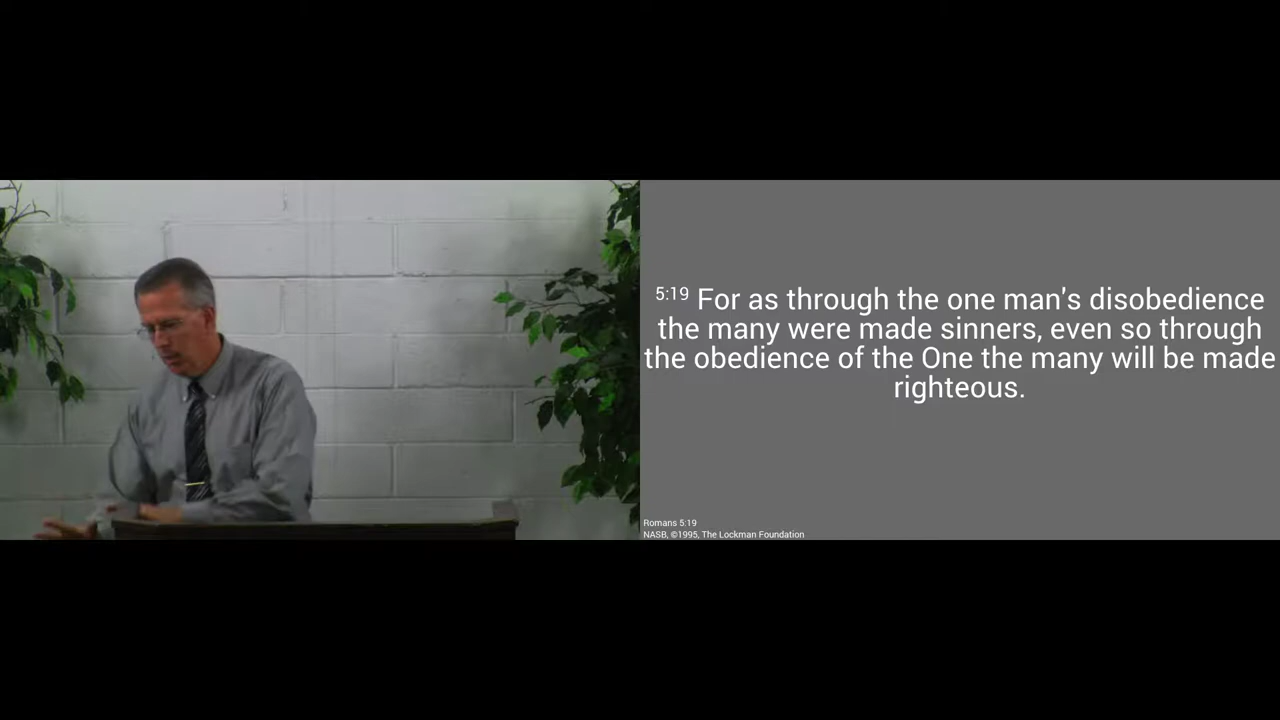 5:19 For as through the one man's disobedience
the many were made sinners, even so through
the obedience of the One the many will be made
righteous.
Romans 5:19
NASB, ©1995, The Lockman Foundation